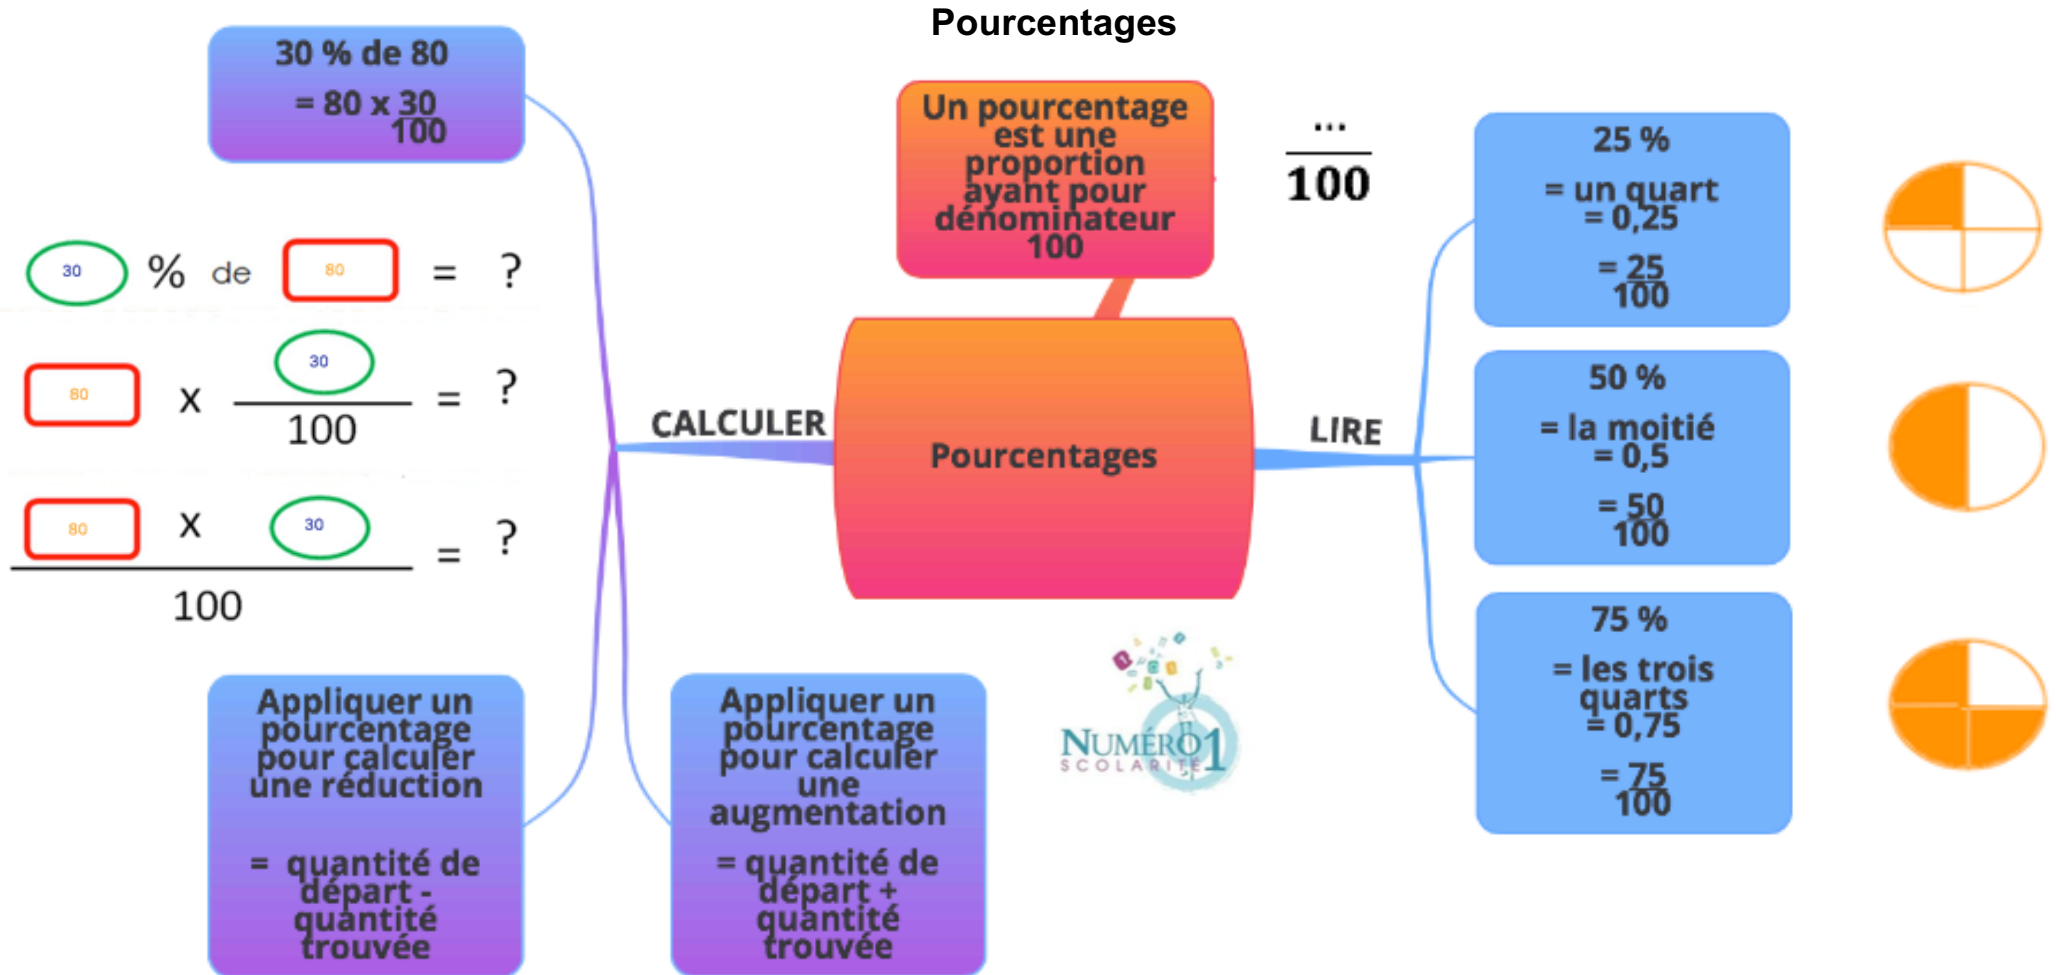 Pourcentages
30 % de 80
= 80 x 30
100
30 % de 80 = ?
80 x 30 = ?
100
80 x 30 = ?
100
Appliquer un
pourcentage
pour calculer
une réduction
= quantité de
départ -
quantité
trouvée
Appliquer un
pourcentage
pour calculer
une
augmentation
= quantité de
départ +
quantité
trouvée
CALCULER
Un pourcentage
est une
proportion
ayant pour
dénominateur
100
...
100
Pourcentages
NUMÉRO 1
SCOLARITÉ
LIRE
25 %
= un quart
= 0,25
= 25
100
50 %
= la moitié
= 0,5
= 50
100
75 %
= les trois
quarts
= 0,75
= 75
100